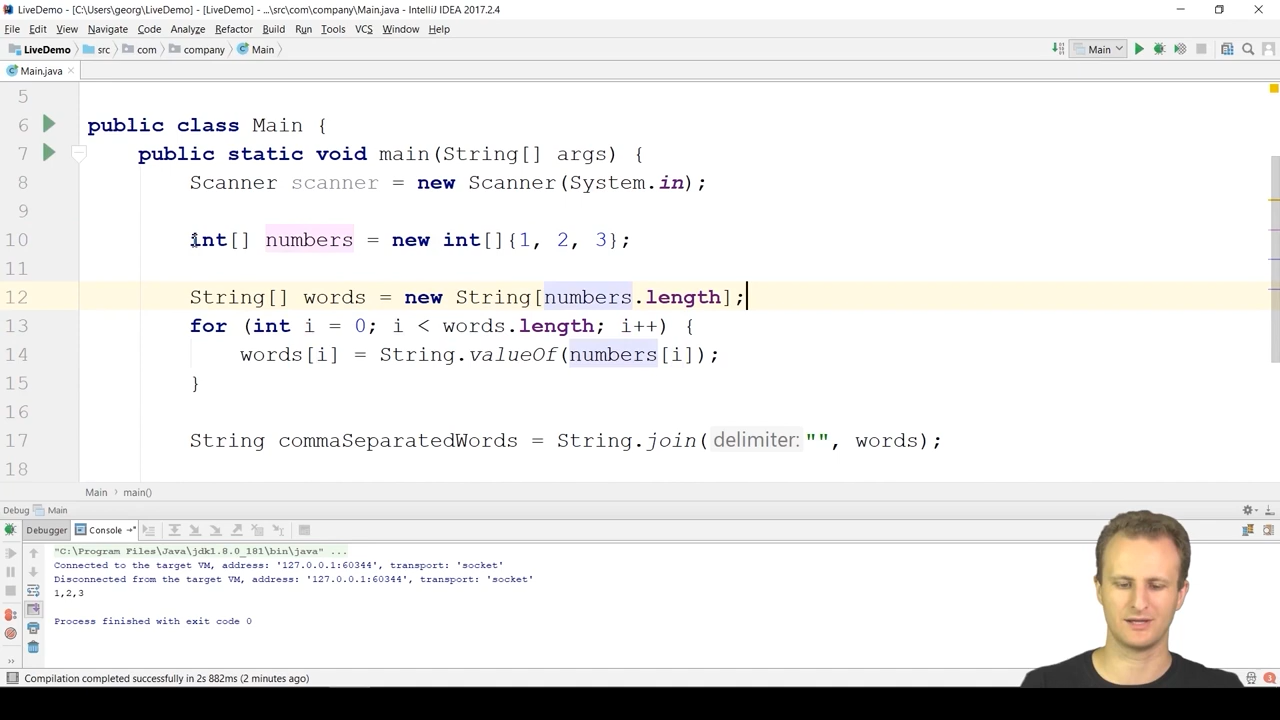 LiveDemo - [C:\Users\georg\LiveDemo] - [LiveDemo] - ...\src\com\company\Main.java - IntelliJ IDEA 2017.2.4
File Edit View Navigate Code Analyze Refactor Build Run Tools VCS Window Help
LiveDemo src com company Main Main
Main.java
5
6 public class Main {
7 public static void main(String[] args) {
8 Scanner scanner = new Scanner(System.in);
9
10 int[] numbers = new int[]{1, 2, 3};
11
12 String[] words = new String[numbers.length];
13 for (int i = 0; i < words.length; i++) {
14 words[i] = String.valueOf(numbers[i]);
15 }
16
17 String commaSeparatedWords = String.join(delimiter: "", words);
18
Main main()
Debug Main
Debugger Console
"C:\Program Files\Java\jdk1.8.0_181\bin\java" ...
Connected to the target VM, address: '127.0.0.1:60344', transport: 'socket'
Disconnected from the target VM, address: '127.0.0.1:60344', transport: 'socket'
1,2,3
Process finished with exit code 0
Compilation completed successfully in 2s 882ms (2 minutes ago)
3